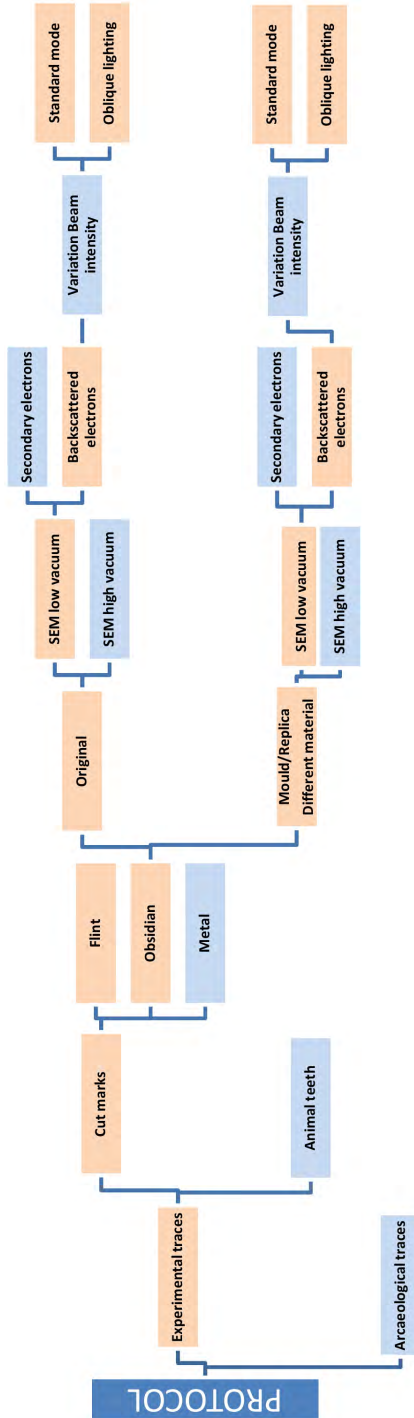 PROTOCOL
Experimental traces
Arcaeological traces
Cut marks
Animal teeth
Flint
Obsidian
Metal
Original
Mould/Replica
Different material
SEM low vacuum
SEM high vacuum
SEM low vacuum
SEM high vacuum
Secondary electrons
Backscattered
electrons
Secondary electrons
Backscattered
electrons
Variation Beam
intensity
Variation Beam
intensity
Standard mode
Oblique lighting
Standard mode
Oblique lighting